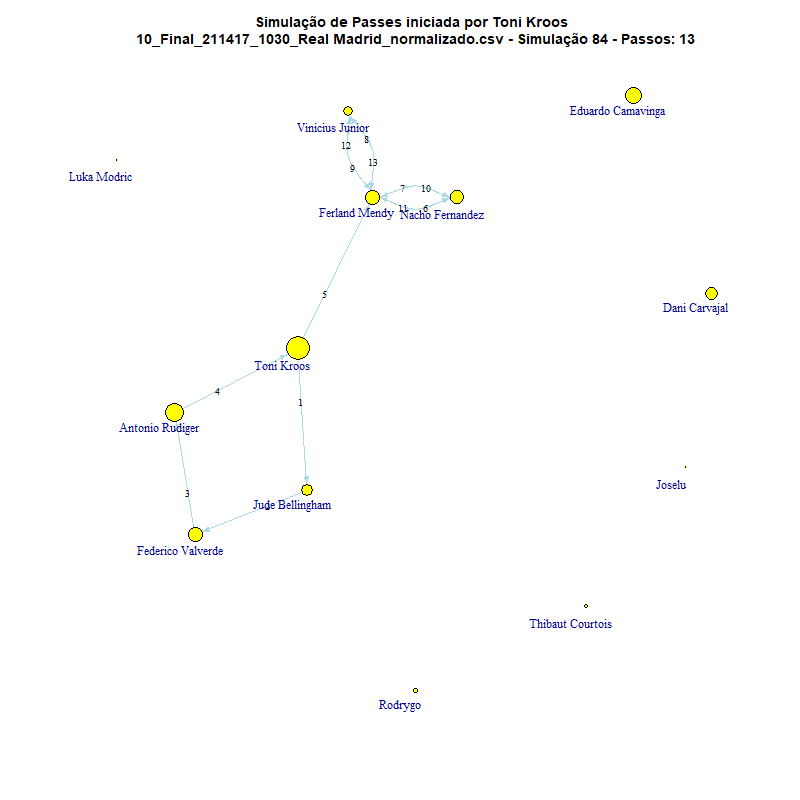 Simulação de Passes iniciada por Toni Kroos
10_Final_211417_1030_Real Madrid_normalizado.csv - Simulação 84 - Passos: 13
Eduardo Camavinga
Vinicius Junior
8
12
13
9
Luka Modric
7
10
Ferland Mendy
11
6
Nacho Fernandez
5
Dani Carvajal
Toni Kroos
4
1
Antonio Rudiger
Joselu
3
Jude Bellingham
Federico Valverde
Thibaut Courtois
Rodrygo